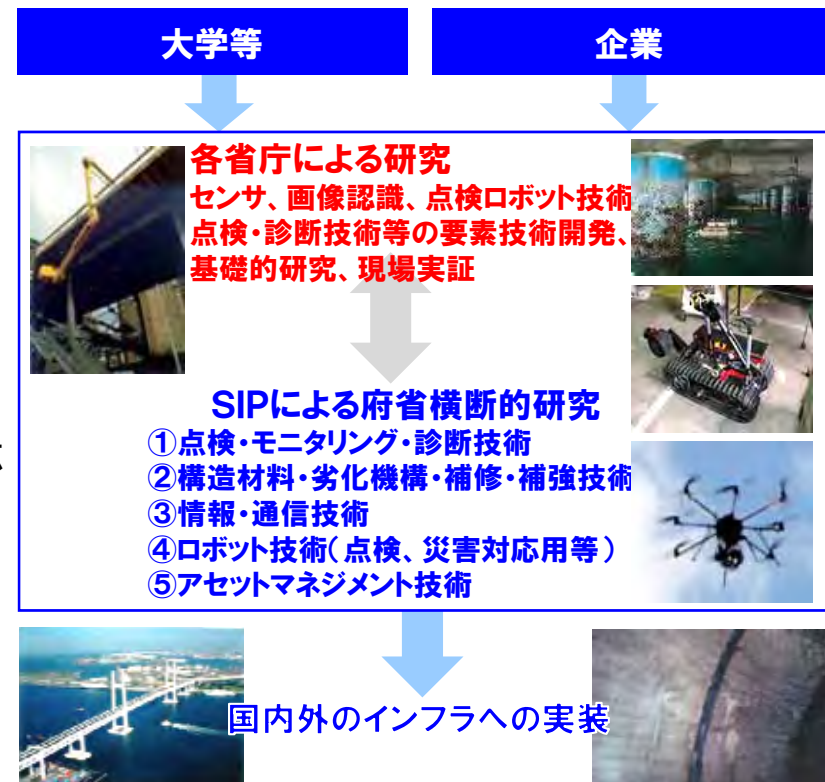 大学等
企業
各省庁による研究
センサ、画像認識、点検ロボット技術
点検・診断技術等の要素技術開発、
基礎的研究、現場実証
SIPによる府省横断的研究
①点検・モニタリング・診断技術
②構造材料・劣化機構・補修・補強技術
③情報・通信技術
④ロボット技術(点検、災害対応用等)
⑤アセットマネジメント技術
国内外のインフラへの実装